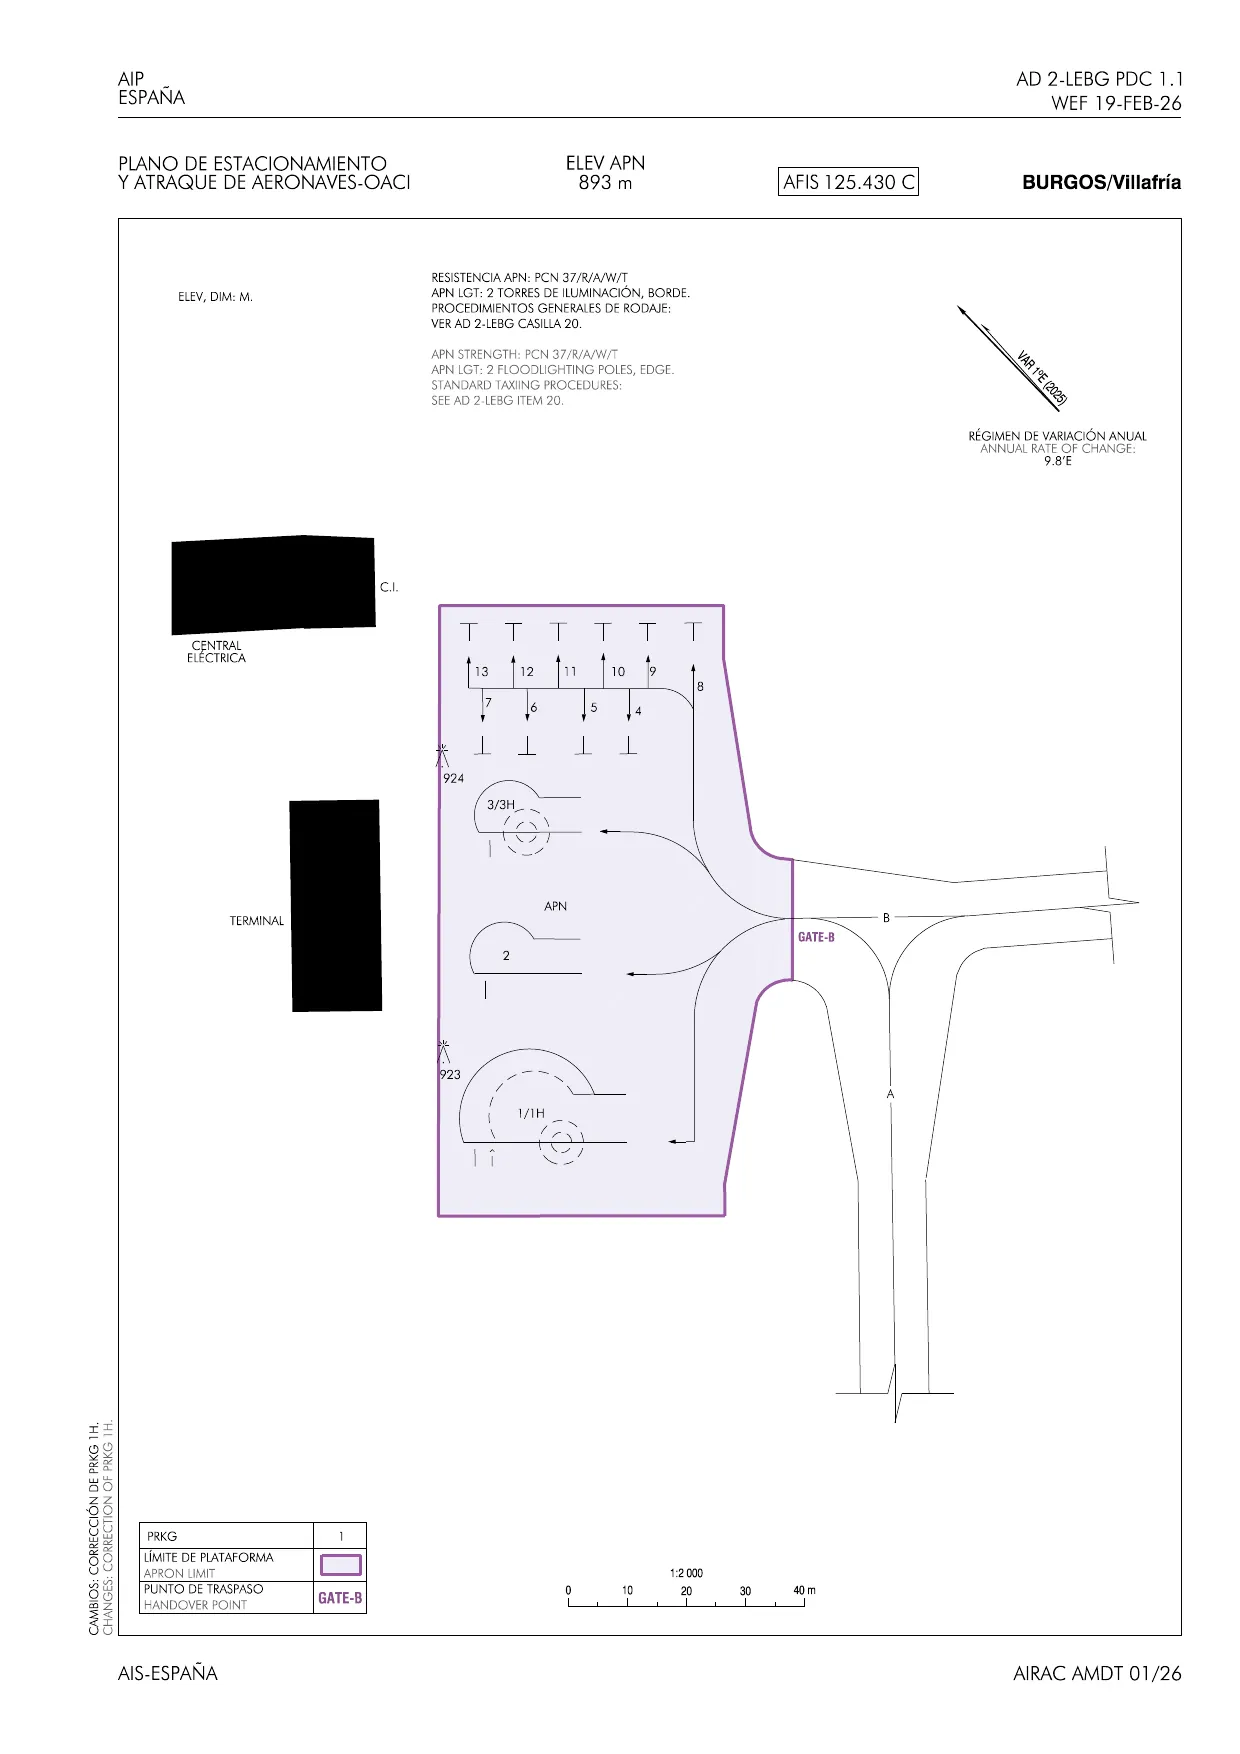 AIP
ESPAÑA
AD 2-LEBG PDC 1.1
WEF 19-FEB-26
PLANO DE ESTACIONAMIENTO
Y ATRAQUE DE AERONAVES-OACI
ELEV APN
893 m
AFIS 125.430 C
BURGOS/Villafría
ELEV, DIM: M.
RESISTENCIA APN: PCN 37/R/A/W/T
APN LGT: 2 TORRES DE ILUMINACIÓN, BORDE.
PROCEDIMIENTOS GENERALES DE RODAJE:
VER AD 2-LEBG CASILLA 20.
APN STRENGTH: PCN 37/R/A/W/T
APN LGT: 2 FLOODLIGHTING POLES, EDGE.
STANDARD TAXIING PROCEDURES:
SEE AD 2-LEBG ITEM 20.
VAR 1ºE (2025)
RÉGIMEN DE VARIACIÓN ANUAL
ANNUAL RATE OF CHANGE:
9.8'E
C.I.
CENTRAL
ELÉCTRICA
13 12 11 10 9
8
7 6 5 4
924
3/3H
APN
TERMINAL
B
GATE-B
2
923
1/1H
A
CAMBIOS: CORRECCIÓN DE PRKG 1H.
CHANGES: CORRECTION OF PRKG 1H.
PRKG 1
LÍMITE DE PLATAFORMA
APRON LIMIT
PUNTO DE TRASPASO
HANDOVER POINT
GATE-B
1:2 000
0 10 20 30 40 m
AIS-ESPAÑA
AIRAC AMDT 01/26